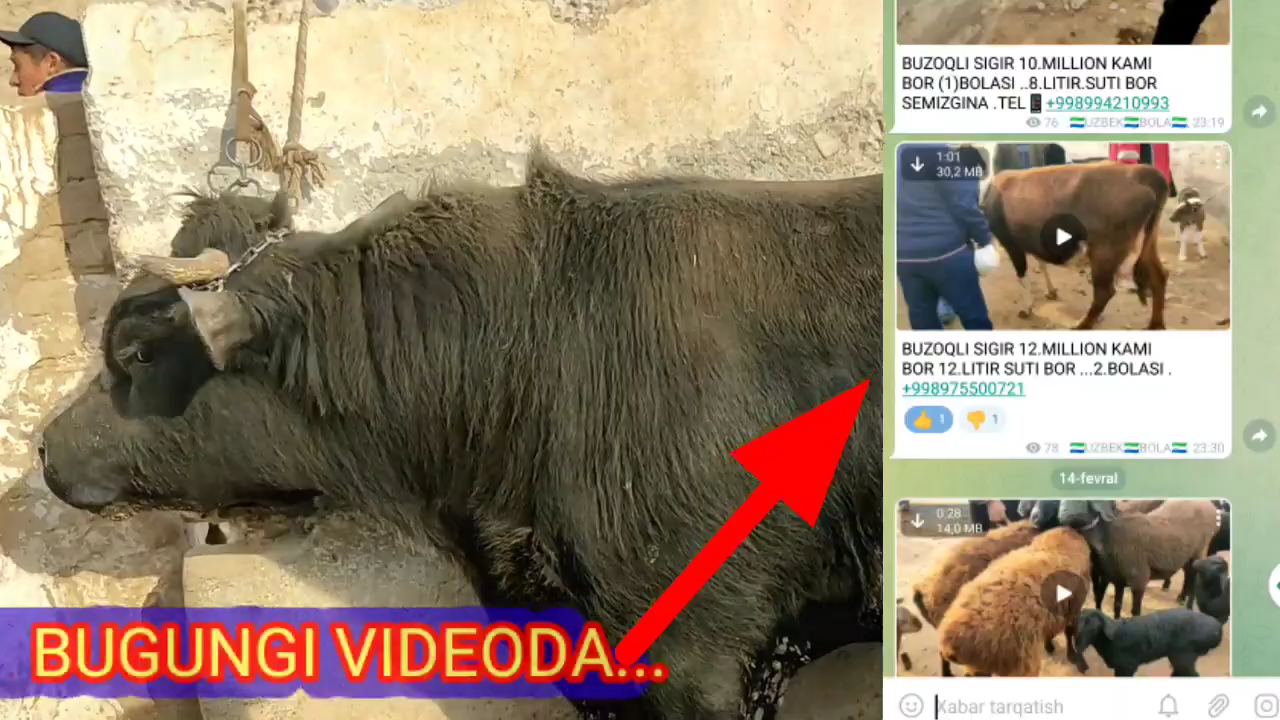 BUGUNGI VIDEODA...
BUZOQLI SIGIR 10.MILLION KAMI
BOR (1)BOLASI ..8.LITIR.SUTI BOR
SEMIZGINA .TEL📱+998994210993
76 🇺🇿UZBEK🇺🇿BOLA🇺🇿, 23:19
1:01
30,2 MB
BUZOQLI SIGIR 12.MILLION KAMI
BOR 12.LITIR SUTI BOR ...2.BOLASI .
+998975500721
👍 1 👎 1
78 🇺🇿UZBEK🇺🇿BOLA🇺🇿, 23:30
14-fevral
0:28
14,0 MB
Xabar tarqatish